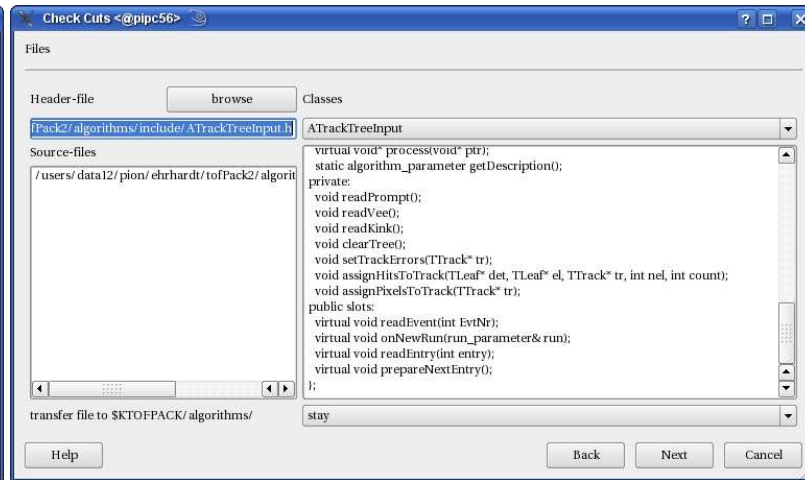 Check Cuts <@pipc56>
Files
Header-file
browse
Classes
fPack2/algorithms/include/ATrackTreeInput.h
ATrackTreeInput
Source-files
/users/data12/pion/ehrhardt/tofPack2/algorit
virtual void* process(void* ptr);
static algorithm_parameter getDescription();
private:
void readPrompt();
void readVee();
void readKink();
void clearTree();
void setTrackErrors(TTrack* tr);
void assignHitsToTrack(TLeaf* det, TLeaf* el, TTrack* tr, int nel, int count);
void assignPixelsToTrack(TTrack* tr);
public slots:
virtual void readEvent(int EvtNr);
virtual void onNewRun(run_parameter& run);
virtual void readEntry(int entry);
virtual void prepareNextEntry();
};
transfer file to $KTOFPACK/algorithms/
stay
Help
Back
Next
Cancel